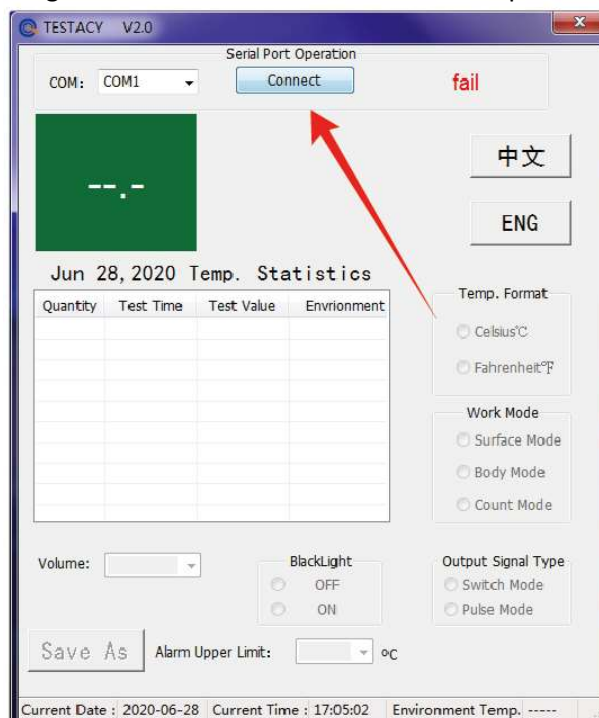 TESTACY V2.0
x
Serial Port Operation
COM: COM1 Connect fail
--.-
中文
ENG
Jun 28, 2020 Temp. Statistics
Quantity Test Time Test Value Envrionment
Temp. Format
Celsius℃
Fahrenheit℉
Work Mode
Surface Mode
Body Mode
Count Mode
Volume:
BlackLight
OFF
ON
Output Signal Type
Switch Mode
Pulse Mode
Save As Alarm Upper Limit: ℃
Current Date : 2020-06-28 Current Time : 17:05:02 Environment Temp. -----